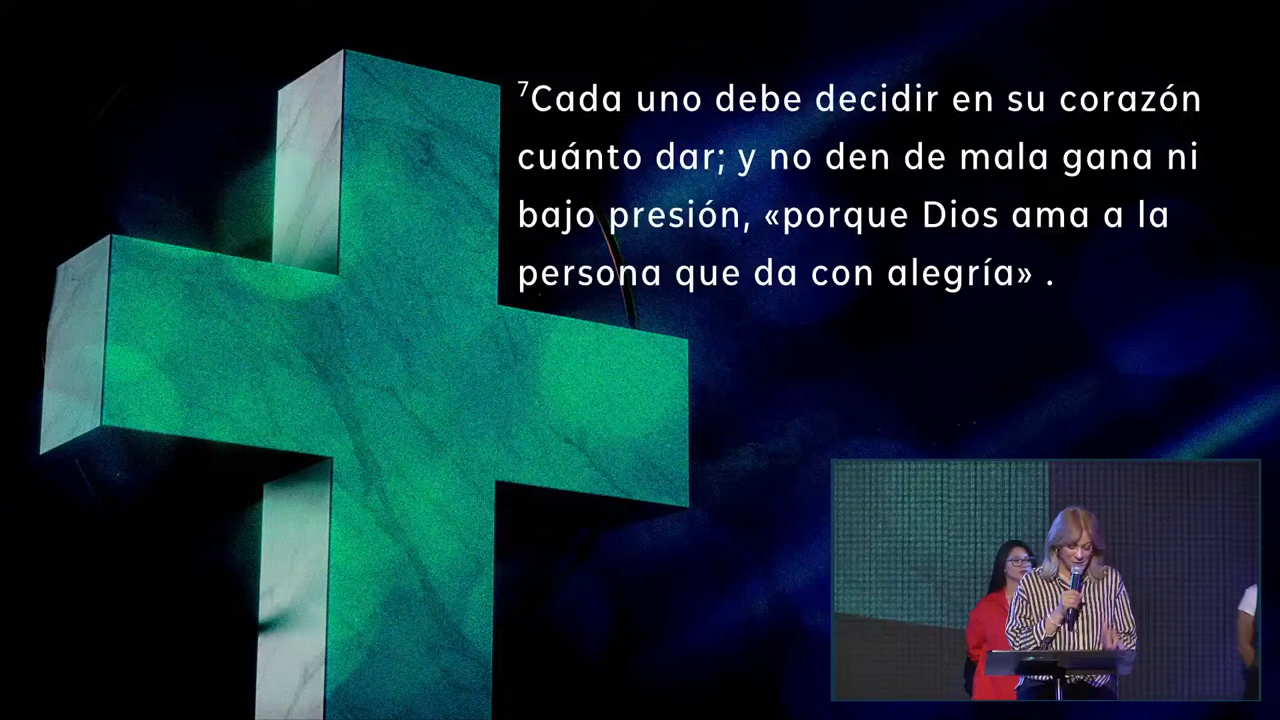 ⁷Cada uno debe decidir en su corazón
cuánto dar; y no den de mala gana ni
bajo presión, «porque Dios ama a la
persona que da con alegría» .